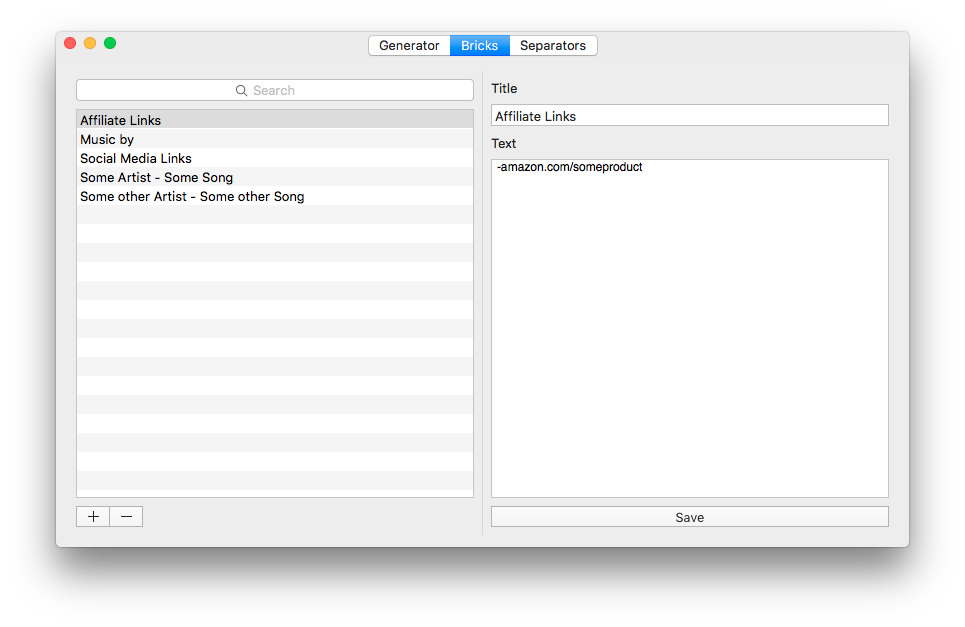 Generator Bricks Separators
Search
Affiliate Links
Music by
Social Media Links
Some Artist - Some Song
Some other Artist - Some other Song
Title
Affiliate Links
Text
-amazon.com/someproduct
Save